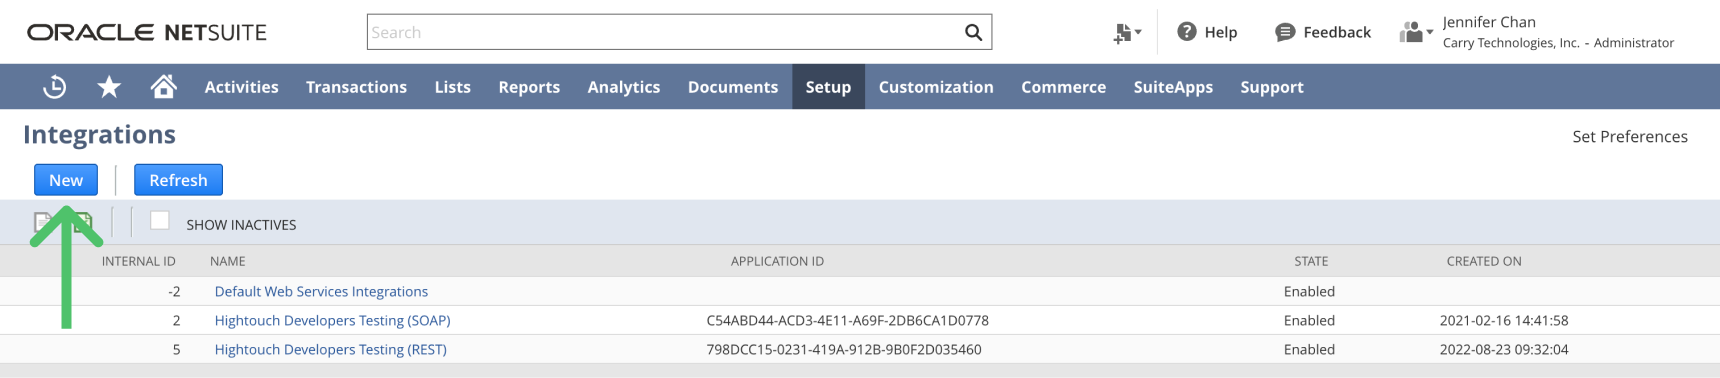 ORACLE NETSUITE
Search
Help
Feedback
Jennifer Chan
Carry Technologies, Inc. - Administrator
Activities Transactions Lists Reports Analytics Documents Setup Customization Commerce SuiteApps Support
Integrations
Set Preferences
New Refresh
SHOW INACTIVES
INTERNAL ID NAME APPLICATION ID STATE CREATED ON
-2 Default Web Services Integrations Enabled
2 Hightouch Developers Testing (SOAP) C54ABD44-ACD3-4E11-A69F-2DB6CA1D0778 Enabled 2021-02-16 14:41:58
5 Hightouch Developers Testing (REST) 798DCC15-0231-419A-912B-9B0F2D035460 Enabled 2022-08-23 09:32:04